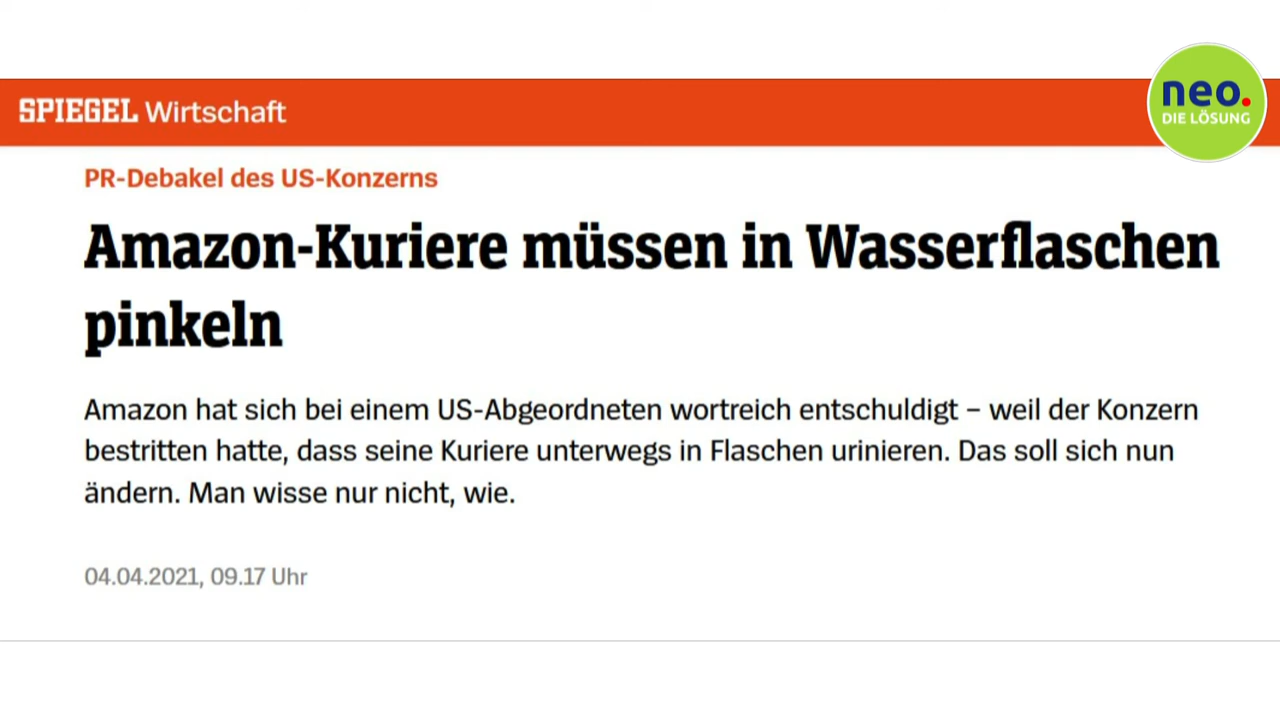 neo.
DIE LÖSUNG
SPIEGEL Wirtschaft
PR-Debakel des US-Konzerns
Amazon-Kuriere müssen in Wasserflaschen
pinkeln
Amazon hat sich bei einem US-Abgeordneten wortreich entschuldigt – weil der Konzern
bestritten hatte, dass seine Kuriere unterwegs in Flaschen urinieren. Das soll sich nun
ändern. Man wisse nur nicht, wie.
04.04.2021, 09.17 Uhr